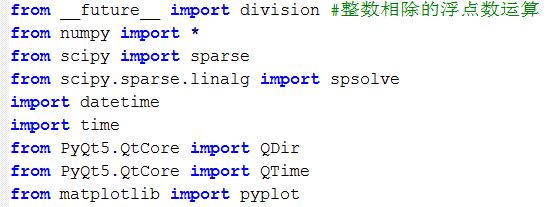 from __future__ import division #整数相除的浮点数运算
from numpy import *
from scipy import sparse
from scipy.sparse.linalg import spsolve
import datetime
import time
from PyQt5.QtCore import QDir
from PyQt5.QtCore import QTime
from matplotlib import pyplot